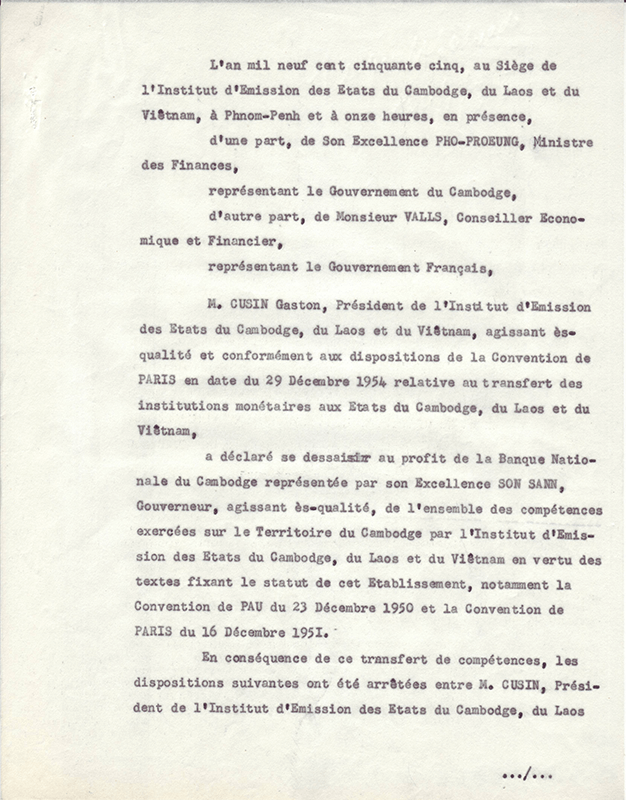 L'an mil neuf cent cinquante cinq, au Siège de
l'Institut d'Emission des Etats du Cambodge, du Laos et du
Viêtnam, à Phnom-Penh et à onze heures, en présence,
d'une part, de Son Excellence PHO-PROEUNG, Ministre
des Finances,
représentant le Gouvernement du Cambodge,
d'autre part, de Monsieur VALLS, Conseiller Econo-
mique et Financier,
représentant le Gouvernement Français,
M. CUSIN Gaston, Président de l'Institut d'Emission
des Etats du Cambodge, du Laos et du Viêtnam, agissant ès-
qualité et conformément aux dispositions de la Convention de
PARIS en date du 29 Décembre 1954 relative au transfert des
institutions monétaires aux Etats du Cambodge, du Laos et du
Viêtnam,
a déclaré se dessaisir au profit de la Banque Natio-
nale du Cambodge représentée par son Excellence SON SANN,
Gouverneur, agissant ès-qualité, de l'ensemble des compétences
exercées sur le Territoire du Cambodge par l'Institut d'Emis-
sion des Etats du Cambodge, du Laos et du Viêtnam en vertu des
textes fixant le statut de cet Etablissement, notamment la
Convention de PAU du 23 Décembre 1950 et la Convention de
PARIS du 16 Décembre 1951.
En conséquence de ce transfert de compétences, les
dispositions suivantes ont été arrêtées entre M. CUSIN, Prési-
dent de l'Institut d'Emission des Etats du Cambodge, du Laos
.../...